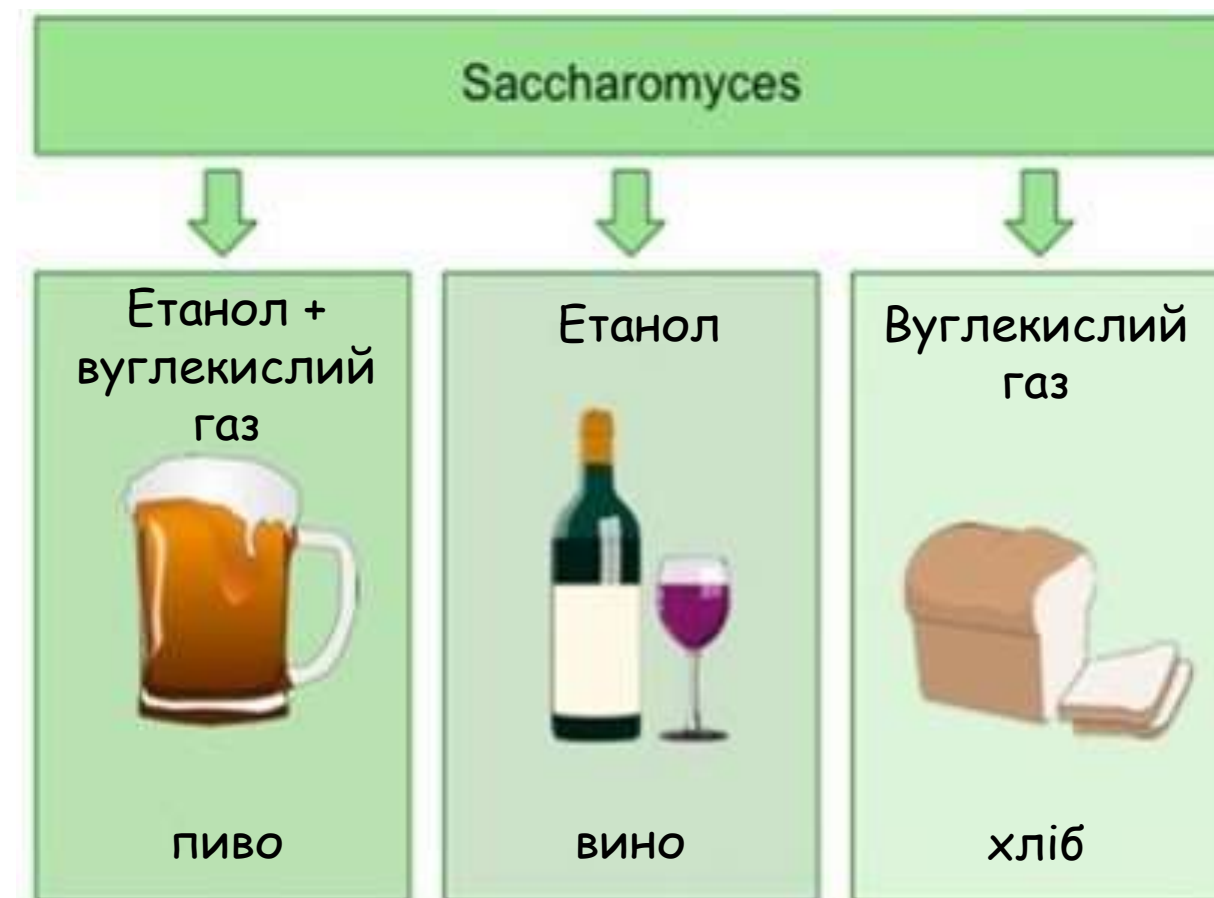 Saccharomyces
Етанол +
вуглекислий
газ
Етанол
Вуглекислий
газ
пиво
вино
хліб